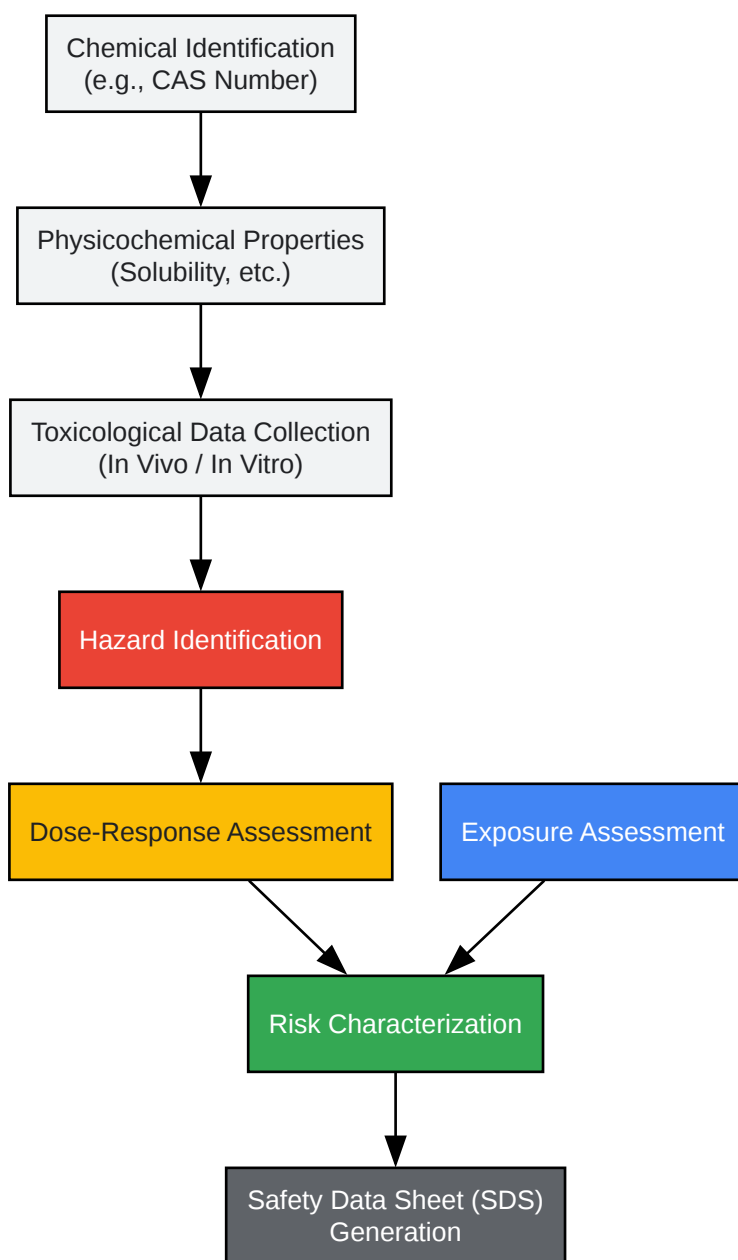 Chemical Identification
(e.g., CAS Number)
Physicochemical Properties
(Solubility, etc.)
Toxicological Data Collection
(In Vivo / In Vitro)
Hazard Identification
Dose-Response Assessment
Exposure Assessment
Risk Characterization
Safety Data Sheet (SDS)
Generation